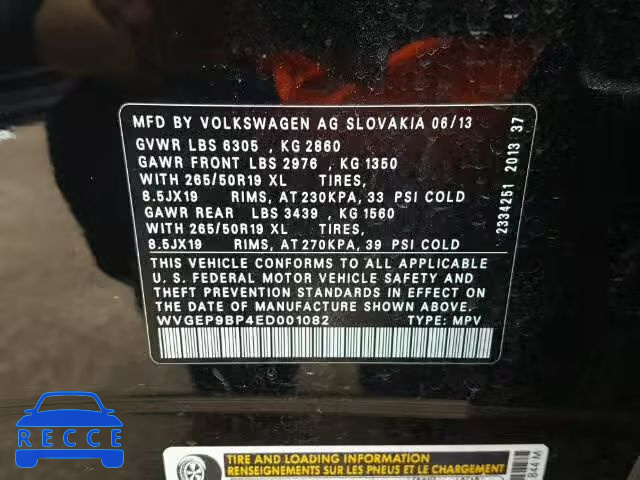 MFD BY VOLKSWAGEN AG SLOVAKIA 06/13
GVWR LBS 6305 , KG 2860
GAWR FRONT LBS 2976 , KG 1350
WITH 265/50R19 XL TIRES,
8.5JX19 RIMS, AT 230KPA, 33 PSI COLD
GAWR REAR LBS 3439 , KG 1560
WITH 265/50R19 XL TIRES,
8.5JX19 RIMS, AT 270KPA, 39 PSI COLD
THIS VEHICLE CONFORMS TO ALL APPLICABLE
U. S. FEDERAL MOTOR VEHICLE SAFETY AND
THEFT PREVENTION STANDARDS IN EFFECT ON
THE DATE OF MANUFACTURE SHOWN ABOVE.
WVGEP9BP4ED001082 TYPE: MPV
2334251 2013 37
RECCE
TIRE AND LOADING INFORMATION
RENSEIGNEMENTS SUR LES PNEUS ET LE CHARGEMENT